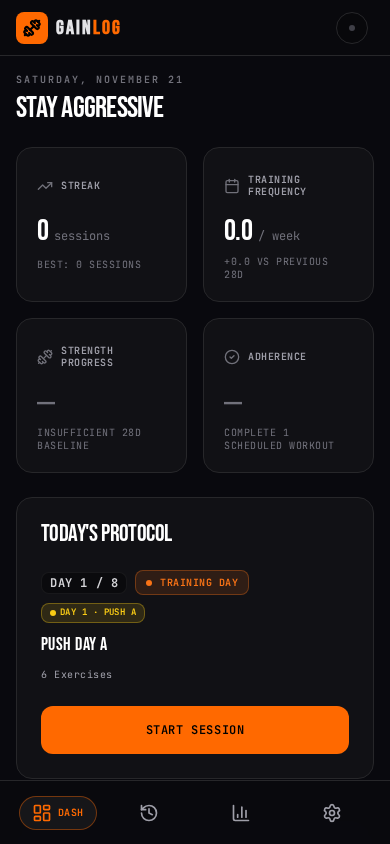 GAINLOG
SATURDAY, NOVEMBER 21
STAY AGGRESSIVE
STREAK
0 sessions
BEST: 0 SESSIONS
TRAINING
FREQUENCY
0.0 / week
+0.0 VS PREVIOUS
28D
STRENGTH
PROGRESS
—
INSUFFICIENT 28D
BASELINE
ADHERENCE
—
COMPLETE 1
SCHEDULED WORKOUT
TODAY'S PROTOCOL
DAY 1 / 8
TRAINING DAY
DAY 1 · PUSH A
PUSH DAY A
6 Exercises
START SESSION
DASH